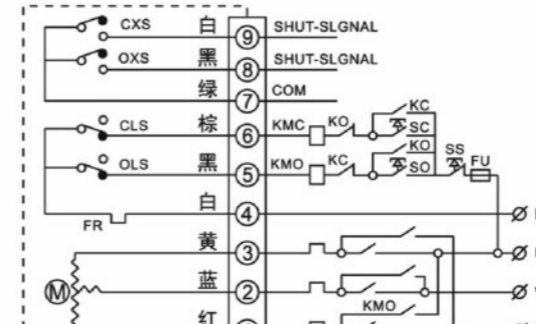 CXS 白 ⑨ SHUT-SLGNAL
OXS 黑 ⑧ SHUT-SLGNAL
绿 ⑦ COM
KC
CLS 棕 ⑥ KMC KO SC
KO
OLS 黑 ⑤ KMO KC SO SS FU
白 ④
FR
黄 ③
M 蓝 ②
KMO
红